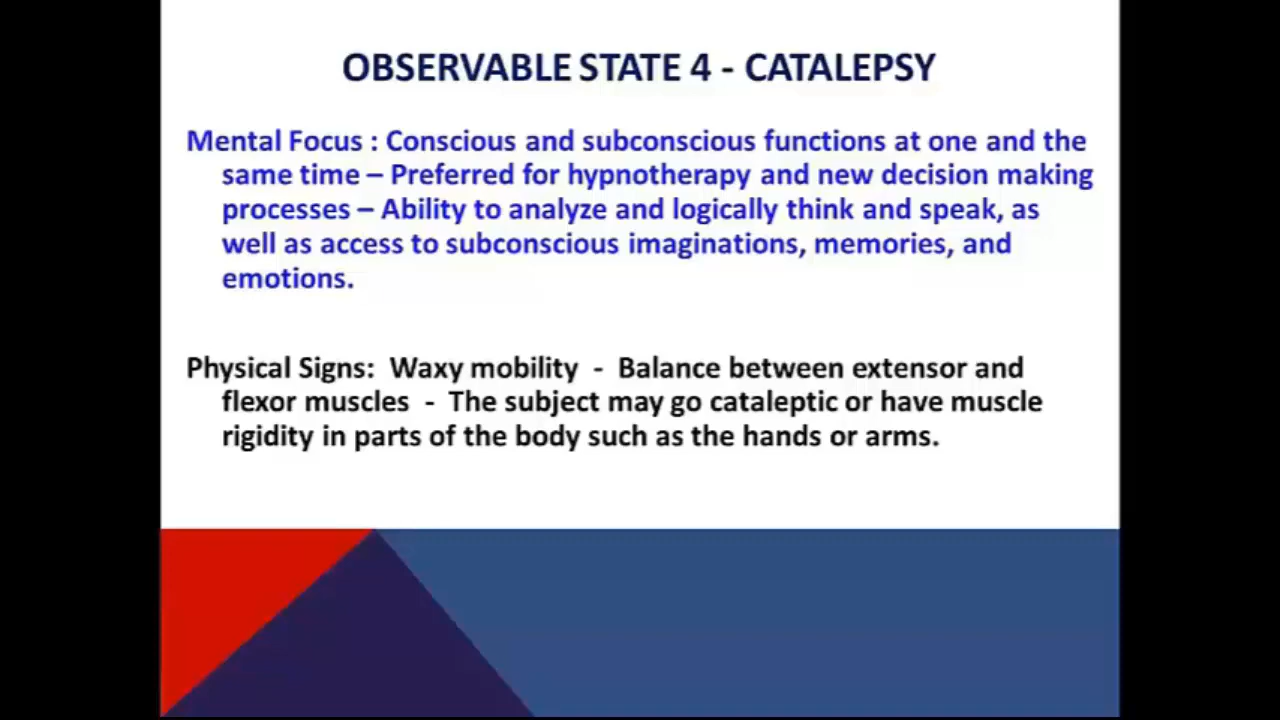 OBSERVABLE STATE 4 - CATALEPSY
Mental Focus : Conscious and subconscious functions at one and the
same time – Preferred for hypnotherapy and new decision making
processes – Ability to analyze and logically think and speak, as
well as access to subconscious imaginations, memories, and
emotions.
Physical Signs:  Waxy mobility  -  Balance between extensor and
flexor muscles  -  The subject may go cataleptic or have muscle
rigidity in parts of the body such as the hands or arms.